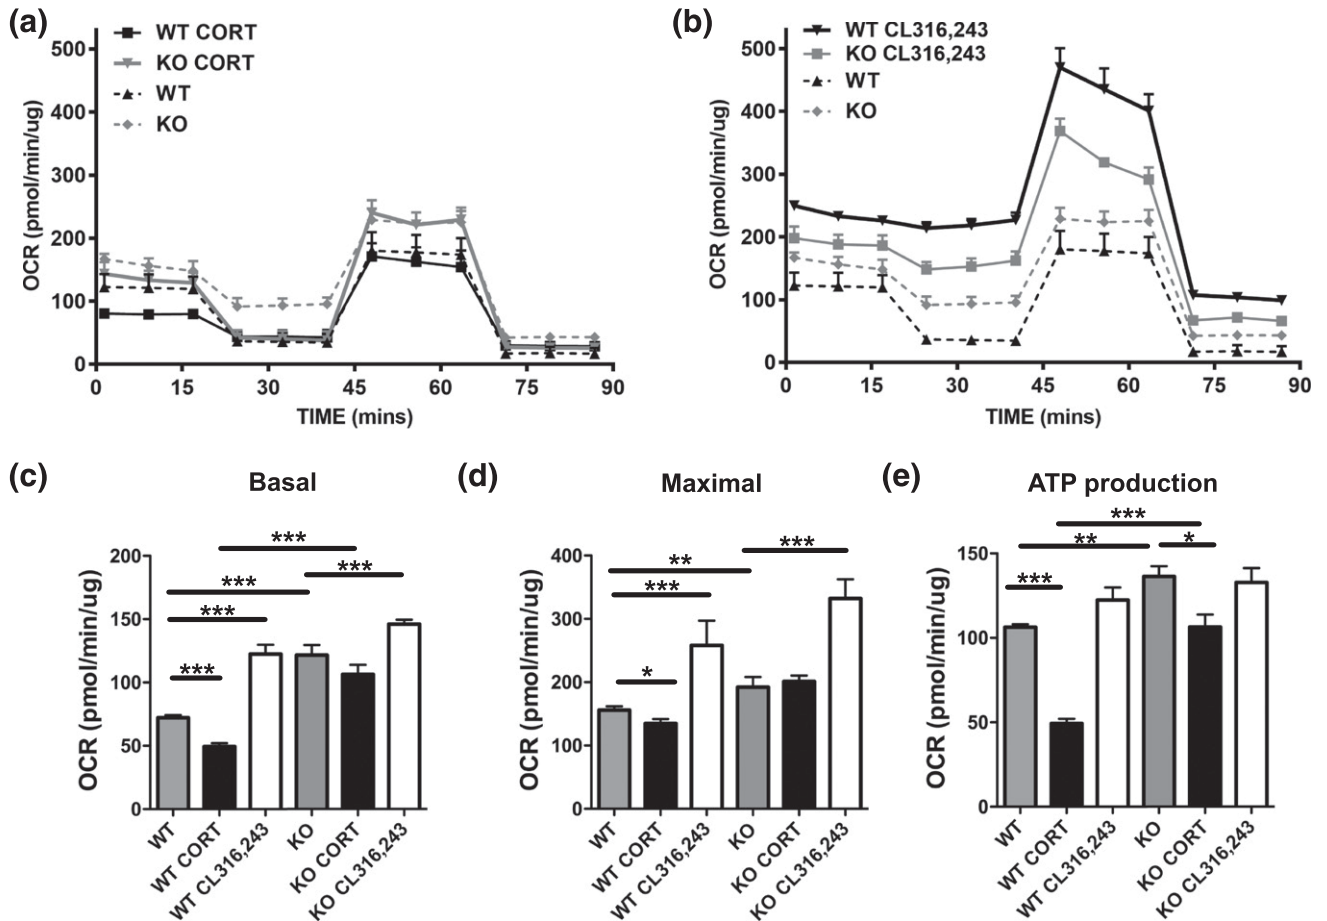 (a)
WT CORT
KO CORT
WT
KO
OCR (pmol/min/ug)
500
400
300
200
100
0
0 15 30 45 60 75 90
TIME (mins)
(b)
WT CL316,243
KO CL316,243
WT
KO
OCR (pmol/min/ug)
500
400
300
200
100
0
0 15 30 45 60 75 90
TIME (mins)
(c)
Basal
OCR (pmol/min/ug)
200
150
100
50
0
***
***
***
***
***
WT
WT CORT
WT CL316,243
KO
KO CORT
KO CL316,243
(d)
Maximal
OCR (pmol/min/ug)
400
300
200
100
0
***
**
***
*
WT
WT CORT
WT CL316,243
KO
KO CORT
KO CL316,243
(e)
ATP production
OCR (pmol/min/ug)
150
100
50
0
***
**
*
***
WT
WT CORT
WT CL316,243
KO
KO CORT
KO CL316,243